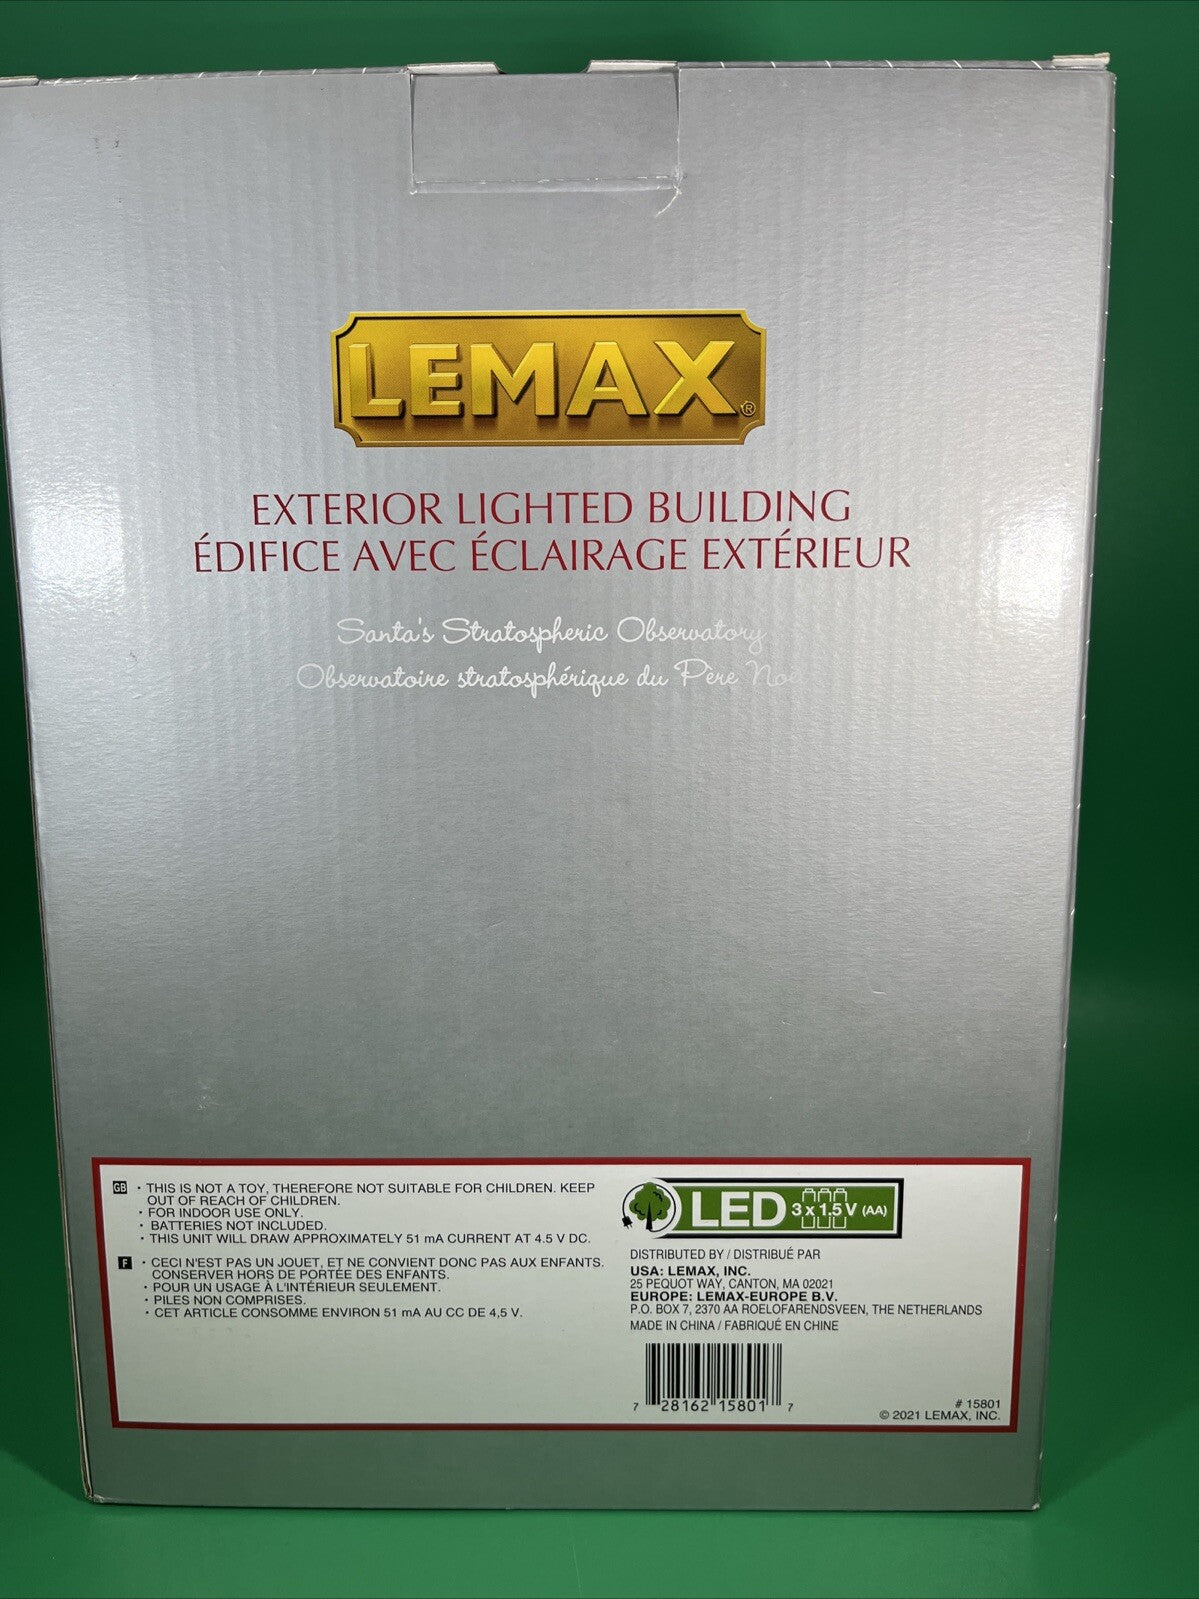 LEMAX®
EXTERIOR LIGHTED BUILDING
ÉDIFICE AVEC ÉCLAIRAGE EXTÉRIEUR
Santa's Stratospheric Observatory
Observatoire stratosphérique du Père Noë
GB • THIS IS NOT A TOY, THEREFORE NOT SUITABLE FOR CHILDREN. KEEP
OUT OF REACH OF CHILDREN.
• FOR INDOOR USE ONLY.
• BATTERIES NOT INCLUDED.
• THIS UNIT WILL DRAW APPROXIMATELY 51 mA CURRENT AT 4.5 V DC.
F • CECI N'EST PAS UN JOUET, ET NE CONVIENT DONC PAS AUX ENFANTS.
CONSERVER HORS DE PORTÉE DES ENFANTS.
• POUR UN USAGE À L'INTÉRIEUR SEULEMENT.
• PILES NON COMPRISES.
• CET ARTICLE CONSOMME ENVIRON 51 mA AU CC DE 4,5 V.
LED 3 x 1.5 V (AA)
DISTRIBUTED BY / DISTRIBUÉ PAR
USA: LEMAX, INC.
25 PEQUOT WAY, CANTON, MA 02021
EUROPE: LEMAX-EUROPE B.V.
P.O. BOX 7, 2370 AA ROELOFARENDSVEEN, THE NETHERLANDS
MADE IN CHINA / FABRIQUÉ EN CHINE
7 28162 15801 7
# 15801
© 2021 LEMAX, INC.